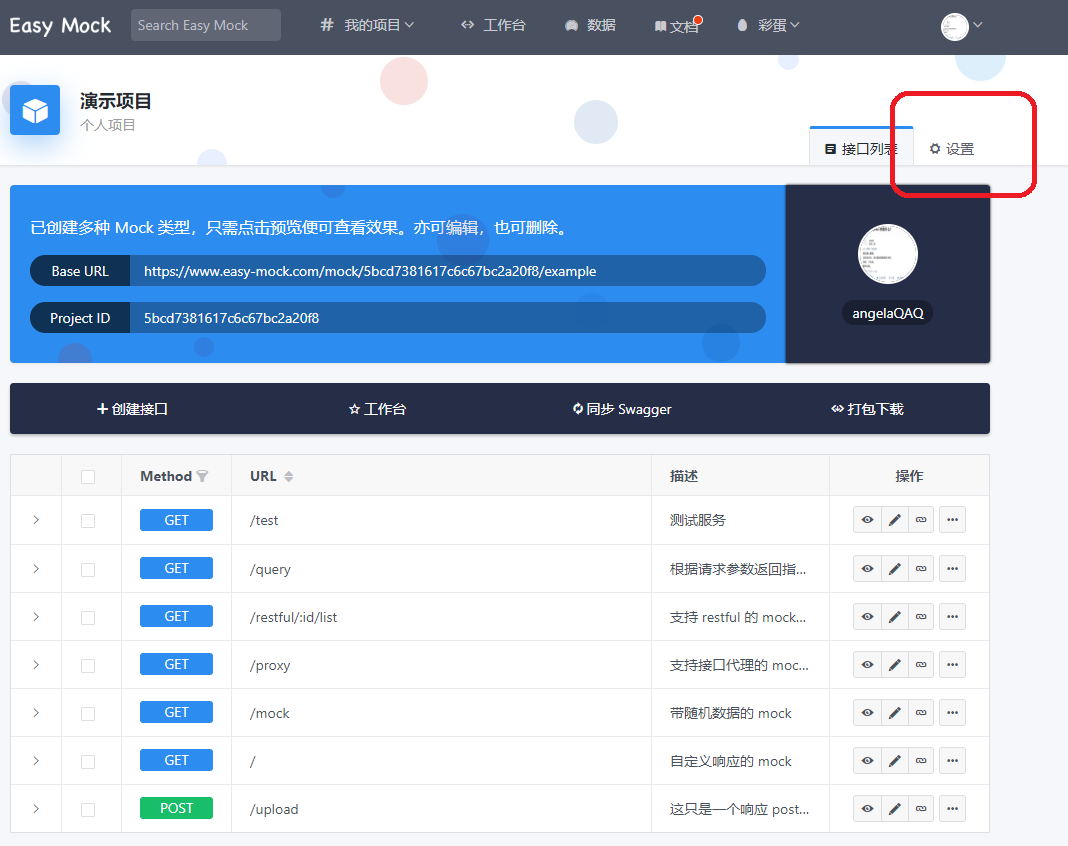 Easy Mock Search Easy Mock # 我的项目 工作台 数据 文档 彩蛋
演示项目
个人项目
接口列表 设置
已创建多种 Mock 类型，只需点击预览便可查看效果。亦可编辑，也可删除。
Base URL https://www.easy-mock.com/mock/5bcd7381617c6c67bc2a20f8/example
Project ID 5bcd7381617c6c67bc2a20f8
angelaQAQ
创建接口 工作台 同步 Swagger 打包下载
Method URL 描述 操作
GET /test 测试服务
GET /query 根据请求参数返回指...
GET /restful/:id/list 支持 restful 的 mock...
GET /proxy 支持接口代理的 moc...
GET /mock 带随机数据的 mock
GET / 自定义响应的 mock
POST /upload 这只是一个响应 post...